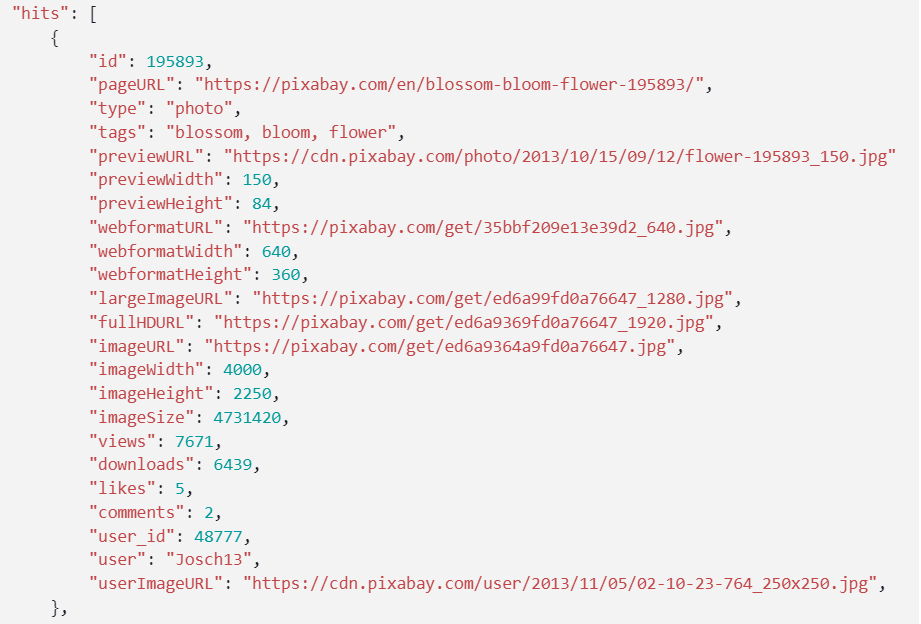 "hits": [
{
"id": 195893,
"pageURL": "https://pixabay.com/en/blossom-bloom-flower-195893/",
"type": "photo",
"tags": "blossom, bloom, flower",
"previewURL": "https://cdn.pixabay.com/photo/2013/10/15/09/12/flower-195893_150.jpg"
"previewWidth": 150,
"previewHeight": 84,
"webformatURL": "https://pixabay.com/get/35bbf209e13e39d2_640.jpg",
"webformatWidth": 640,
"webformatHeight": 360,
"largeImageURL": "https://pixabay.com/get/ed6a99fd0a76647_1280.jpg",
"fullHDURL": "https://pixabay.com/get/ed6a9369fd0a76647_1920.jpg",
"imageURL": "https://pixabay.com/get/ed6a9364a9fd0a76647.jpg",
"imageWidth": 4000,
"imageHeight": 2250,
"imageSize": 4731420,
"views": 7671,
"downloads": 6439,
"likes": 5,
"comments": 2,
"user_id": 48777,
"user": "Josch13",
"userImageURL": "https://cdn.pixabay.com/user/2013/11/05/02-10-23-764_250x250.jpg",
},